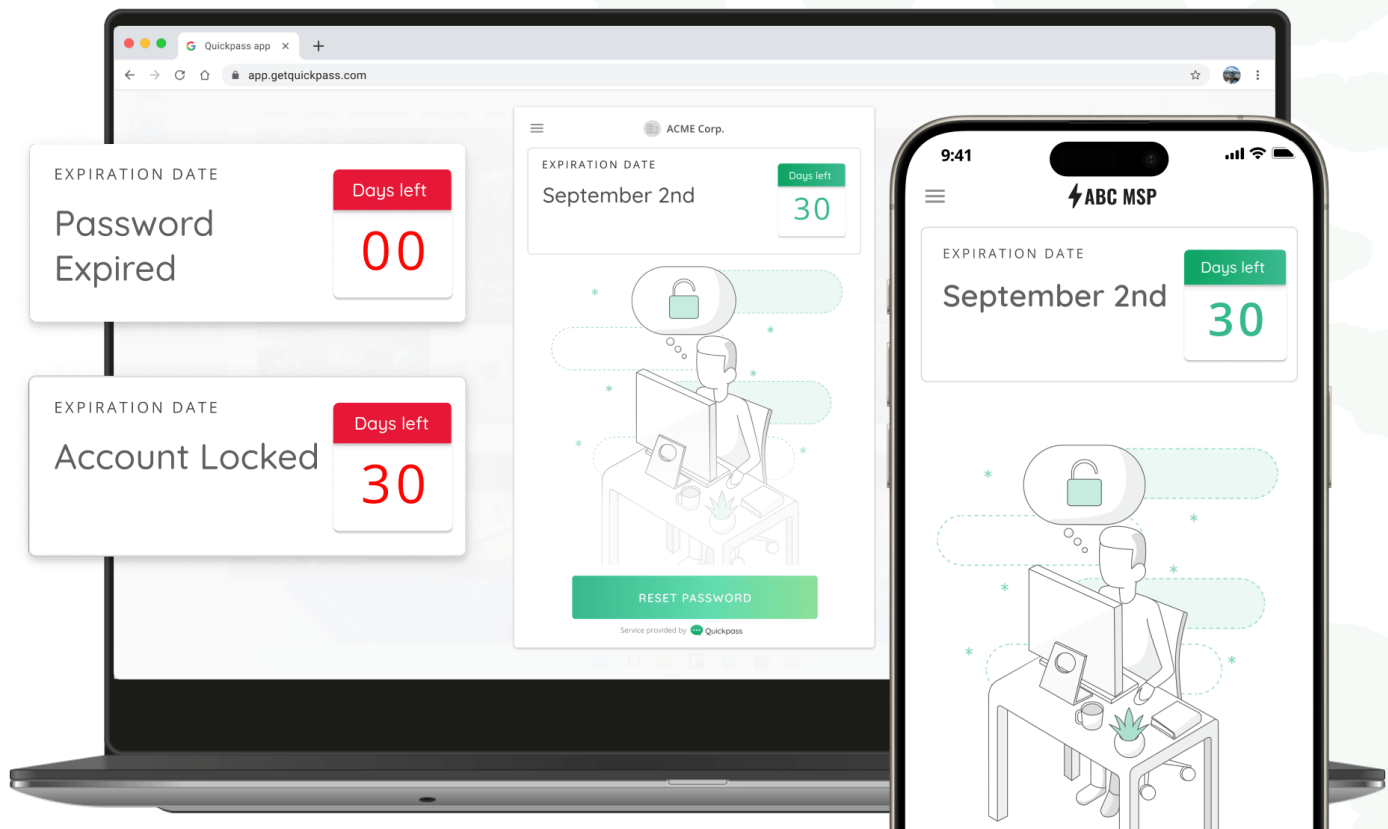 Quickpass app
app.getquickpass.com
EXPIRATION DATE
Password
Expired
Days left
00
EXPIRATION DATE
Account Locked
Days left
30
ACME Corp.
EXPIRATION DATE
September 2nd
Days left
30
RESET PASSWORD
Service provided by Quickpass
9:41
ABC MSP
EXPIRATION DATE
September 2nd
Days left
30